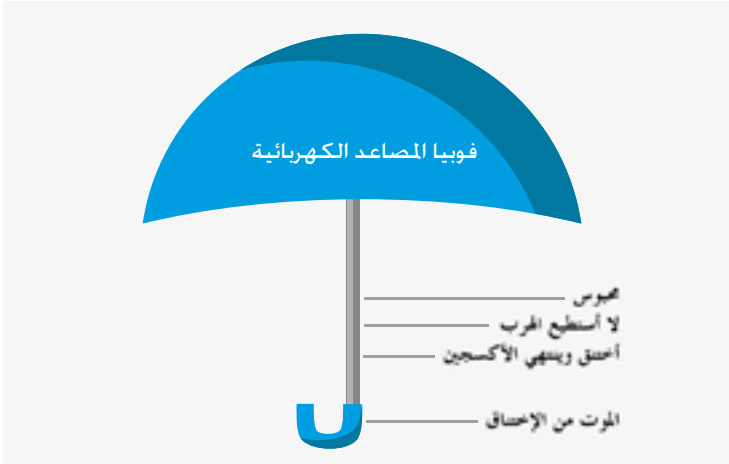 فوبيا المصاعد الكهربائية
محبوس
لا أستطيع الهرب
أختنق وينتهي الأكسجين
الموت من الإختناق